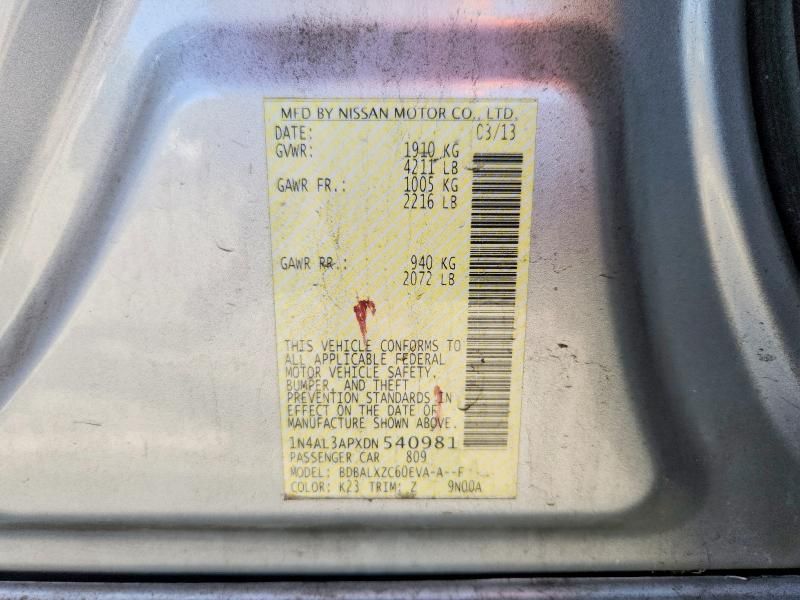 MFD BY NISSAN MOTOR CO., LTD.
DATE: 03/13
GVWR: 1910 KG
4211 LB
GAWR FR.: 1005 KG
2216 LB
GAWR RR.: 940 KG
2072 LB
THIS VEHICLE CONFORMS TO
ALL APPLICABLE FEDERAL
MOTOR VEHICLE SAFETY,
BUMPER, AND THEFT
PREVENTION STANDARDS IN
EFFECT ON THE DATE OF
MANUFACTURE SHOWN ABOVE.
1N4AL3APXDN540981
PASSENGER CAR 809
MODEL: BDBALXZC60EVA-A--F
COLOR: K23 TRIM: Z 9N00A